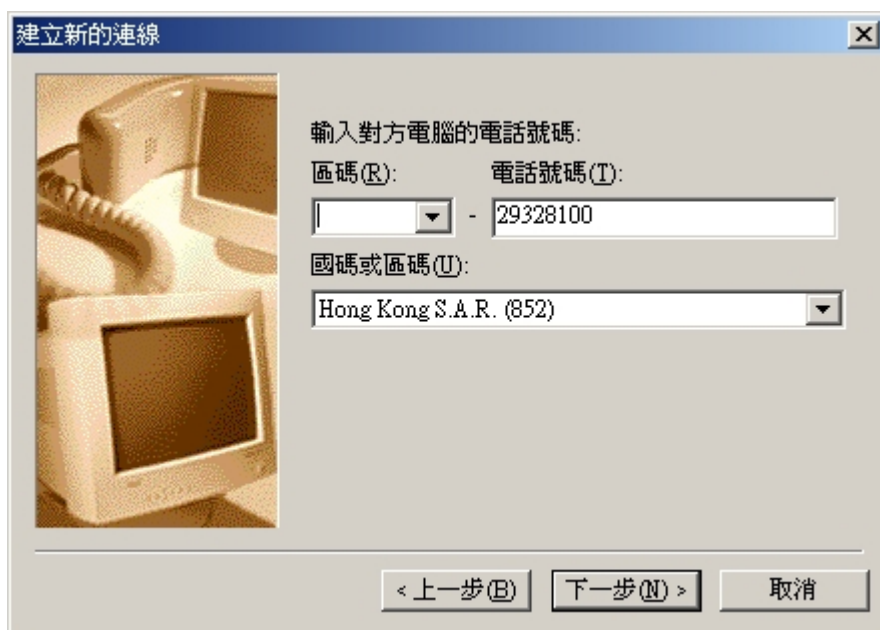 建立新的連線
輸入對方電腦的電話號碼:
區碼(R): 電話號碼(T):
- 29328100
國碼或區碼(U):
Hong Kong S.A.R. (852)
< 上一步(B) 下一步(N) > 取消